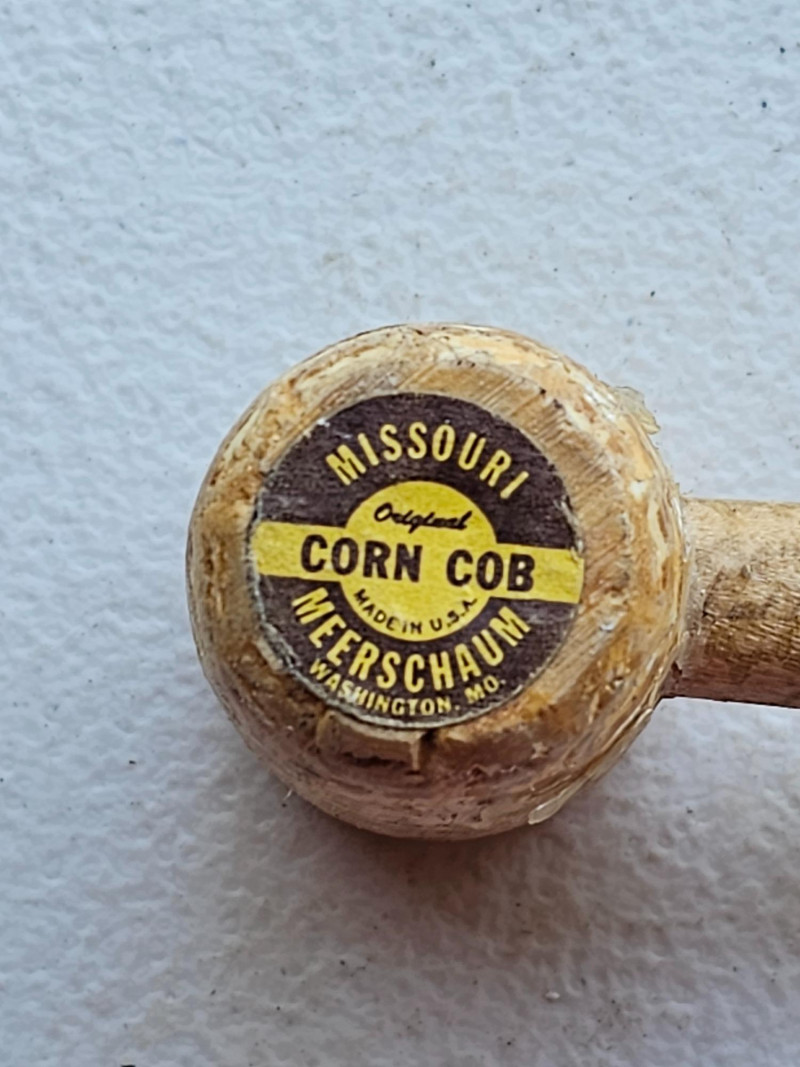 MISSOURI
Original
CORN COB
MADE IN U.S.A.
MEERSCHAUM
WASHINGTON, MO.